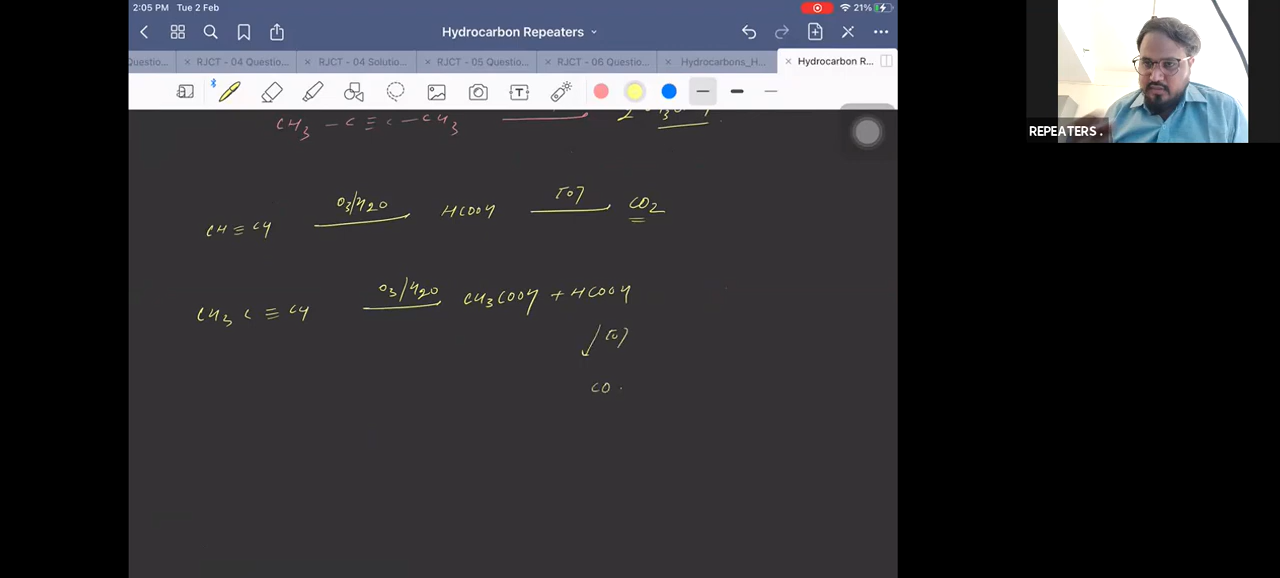 2:05 PM Tue 2 Feb
21%
Hydrocarbon Repeaters
Questio...
RJCT - 04 Questio...
RJCT - 04 Solutio...
RJCT - 05 Questio...
RJCT - 06 Questio...
Hydrocarbons_H...
Hydrocarbon R...
REPEATERS .
CH3 - C ≡ C - CH3
CH ≡ CH O3/H2O HCOOH [O] CO2
CH3 C ≡ CH O3/H2O CH3COOH + HCOOH
[O]
CO